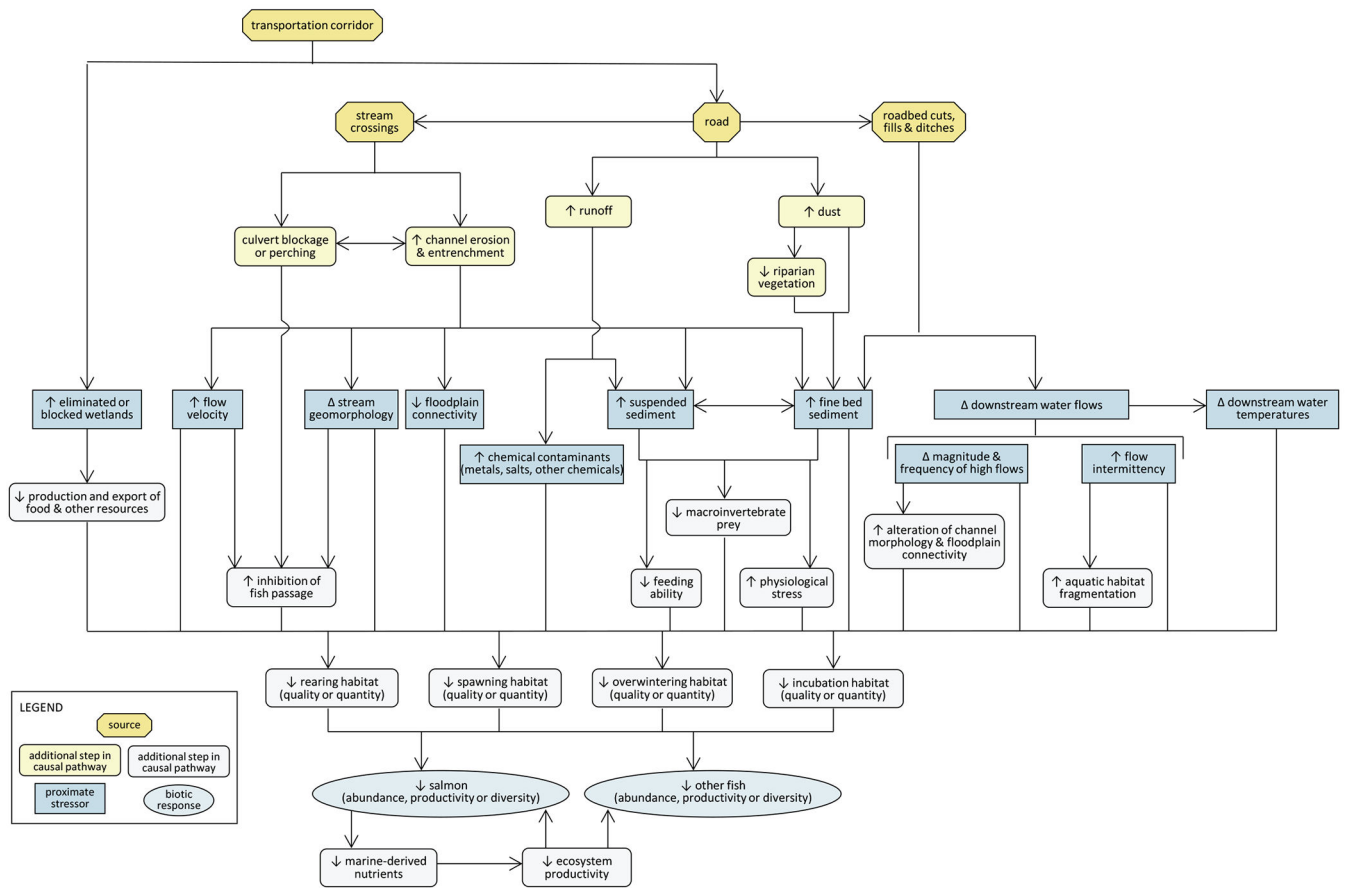 transportation corridor
stream
crossings
road
roadbed cuts,
fills & ditches
↑ runoff
↑ dust
culvert blockage
or perching
↑ channel erosion
& entrenchment
↓ riparian
vegetation
↑ eliminated or
blocked wetlands
↑ flow
velocity
Δ stream
geomorphology
↓ floodplain
connectivity
↑ suspended
sediment
↑ fine bed
sediment
Δ downstream water flows
Δ downstream water
temperatures
↑ chemical contaminants
(metals, salts, other chemicals)
Δ magnitude &
frequency of high flows
↑ flow
intermittency
↓ production and export of
food & other resources
↓ macroinvertebrate
prey
↑ alteration of channel
morphology & floodplain
connectivity
↑ inhibition of
fish passage
↓ feeding
ability
↑ physiological
stress
↑ aquatic habitat
fragmentation
↓ rearing habitat
(quality or quantity)
↓ spawning habitat
(quality or quantity)
↓ overwintering habitat
(quality or quantity)
↓ incubation habitat
(quality or quantity)
LEGEND
source
additional step in
causal pathway
additional step in
causal pathway
proximate
stressor
biotic
response
↓ salmon
(abundance, productivity or diversity)
↓ other fish
(abundance, productivity or diversity)
↓ marine-derived
nutrients
↓ ecosystem
productivity